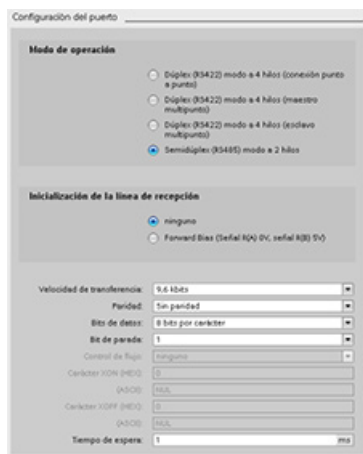 Configuración del puerto
Modo de operación
Dúplex (RS422) modo a 4 hilos (conexión punto
a punto)
Dúplex (RS422) modo a 4 hilos (maestro
multipunto)
Dúplex (RS422) modo a 4 hilos (esclavo
multipunto)
Semidúplex (RS485) modo a 2 hilos
Inicialización de la línea de recepción
ninguno
Forward Bias (Señal R(A) 0V, señal R(B) 5V)
Velocidad de transferencia: 9,6 kbits
Paridad: Sin paridad
Bits de datos: 8 bits por carácter
Bit de parada: 1
Control de flujo: ninguno
Carácter XON (HEX): 0
(ASCII): NUL
Carácter XOFF (HEX): 0
(ASCII): NUL
Tiempo de espera: 1 ms